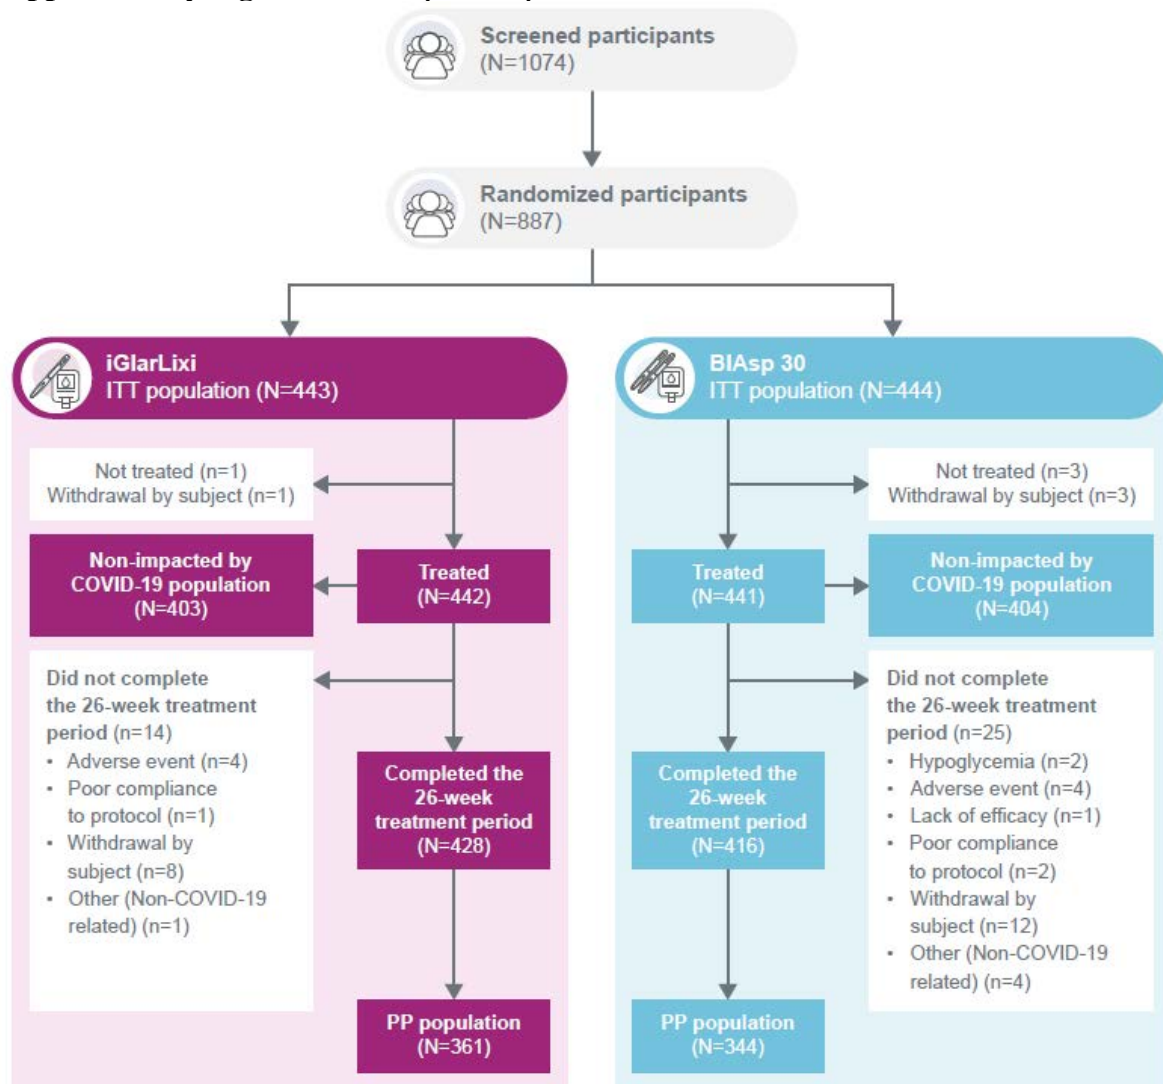 Screened participants
(N=1074)
Randomized participants
(N=887)
iGlarLixi
ITT population (N=443)
Not treated (n=1)
Withdrawal by subject (n=1)
Non-impacted by
COVID-19 population
(N=403)
Treated
(N=442)
Did not complete
the 26-week treatment
period (n=14)
• Adverse event (n=4)
• Poor compliance
to protocol (n=1)
• Withdrawal by
subject (n=8)
• Other (Non-COVID-19
related) (n=1)
Completed the
26-week
treatment period
(N=428)
PP population
(N=361)
BIAsp 30
ITT population (N=444)
Not treated (n=3)
Withdrawal by subject (n=3)
Treated
(N=441)
Non-impacted by
COVID-19 population
(N=404)
Did not complete
the 26-week treatment
period (n=25)
• Hypoglycemia (n=2)
• Adverse event (n=4)
• Lack of efficacy (n=1)
• Poor compliance
to protocol (n=2)
• Withdrawal by
subject (n=12)
• Other (Non-COVID-19
related) (n=4)
Completed the
26-week
treatment period
(N=416)
PP population
(N=344)